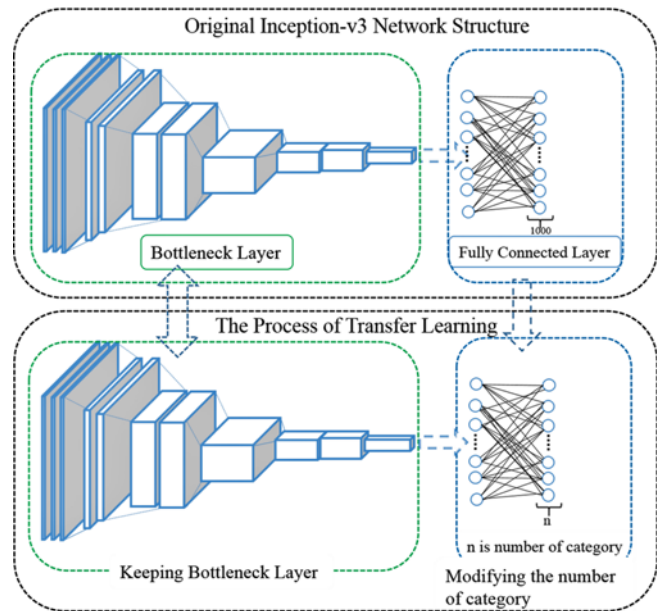 Original Inception-v3 Network Structure
1000
Bottleneck Layer
Fully Connected Layer
The Process of Transfer Learning
n
n is number of category
Keeping Bottleneck Layer
Modifying the number
of category